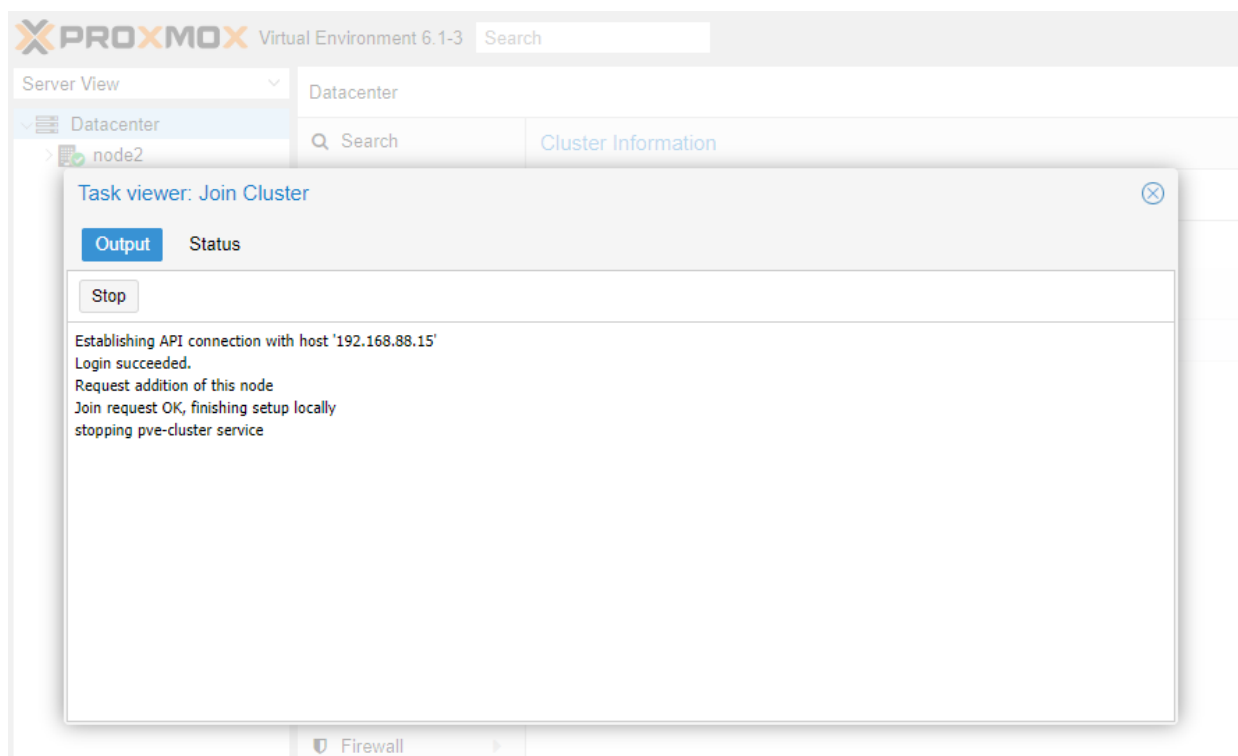 PROXMOX Virtual Environment 6.1-3 Search
Server View
Datacenter
Datacenter
node2
Search
Cluster Information
Task viewer: Join Cluster
Output Status
Stop
Establishing API connection with host '192.168.88.15'
Login succeeded.
Request addition of this node
Join request OK, finishing setup locally
stopping pve-cluster service
Firewall